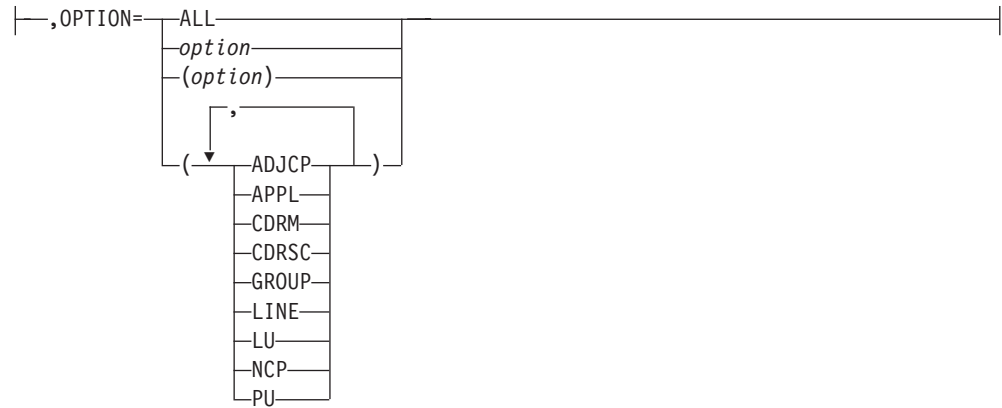 ,OPTION= ALL
option
(option)
,
( ADJCP )
APPL
CDRM
CDRSC
GROUP
LINE
LU
NCP
PU